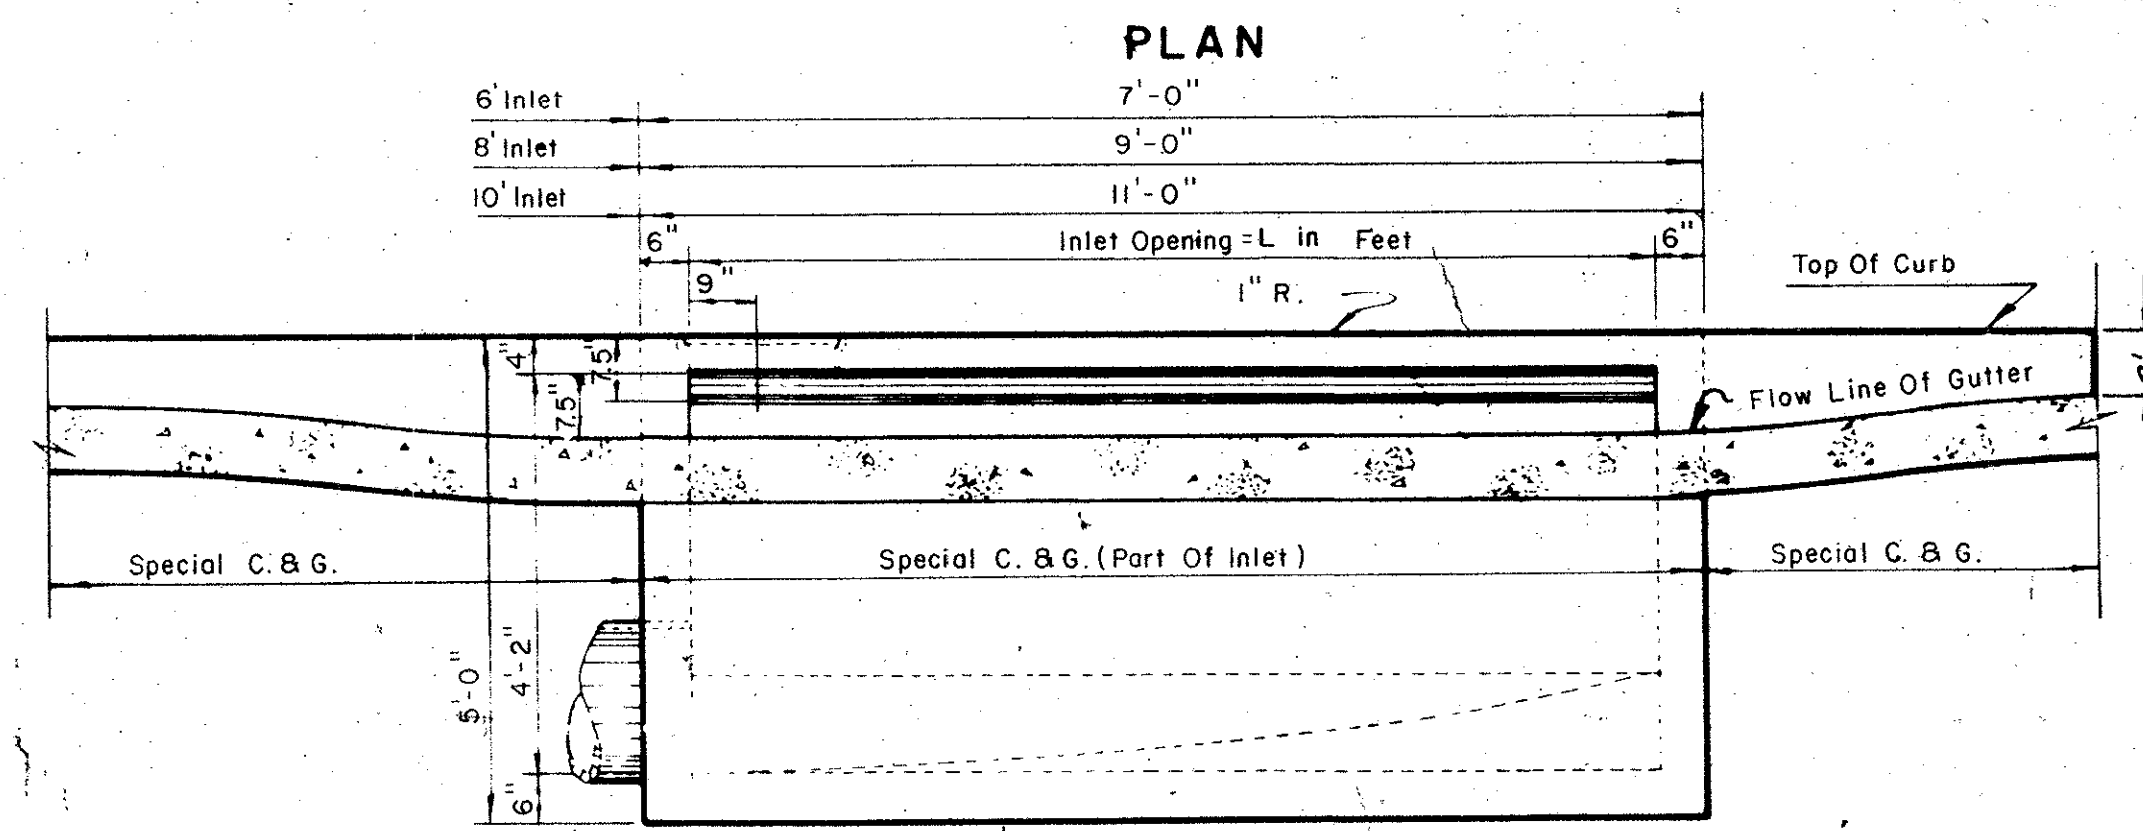 PLAN
6' Inlet 7'-0"
8' Inlet 9'-0"
10' Inlet 11'-0"
6" Inlet Opening = L in Feet 6"
9" 1" R. Top Of Curb
4" 7.5"
7.5" Flow Line Of Gutter
Special C. & G. Special C. & G. (Part Of Inlet) Special C. & G.
5'-0" 4'-2"
6"